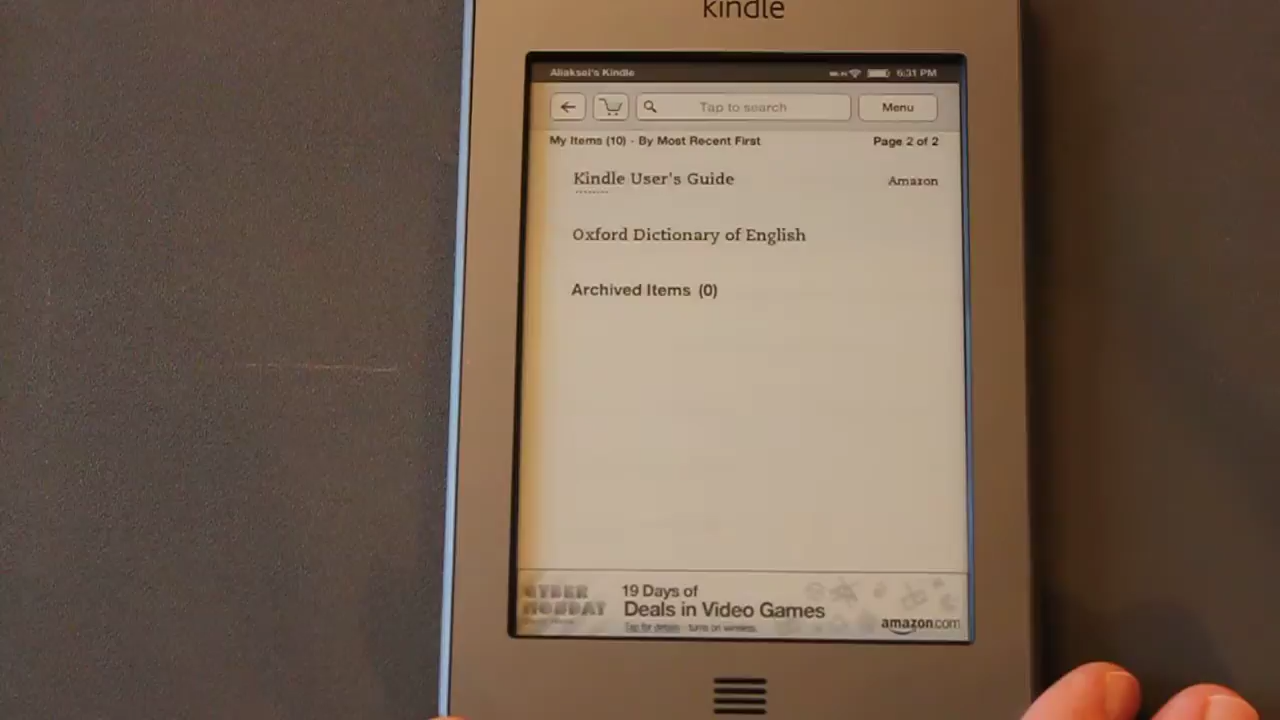 kindle
Aliaksei's Kindle 6:31 PM
Tap to search Menu
My Items (10) - By Most Recent First Page 2 of 2
Kindle User's Guide Amazon
Oxford Dictionary of English
Archived Items (0)
CYBER MONDAY
19 Days of
Deals in Video Games
Tap for details - turns on wireless.
amazon.com